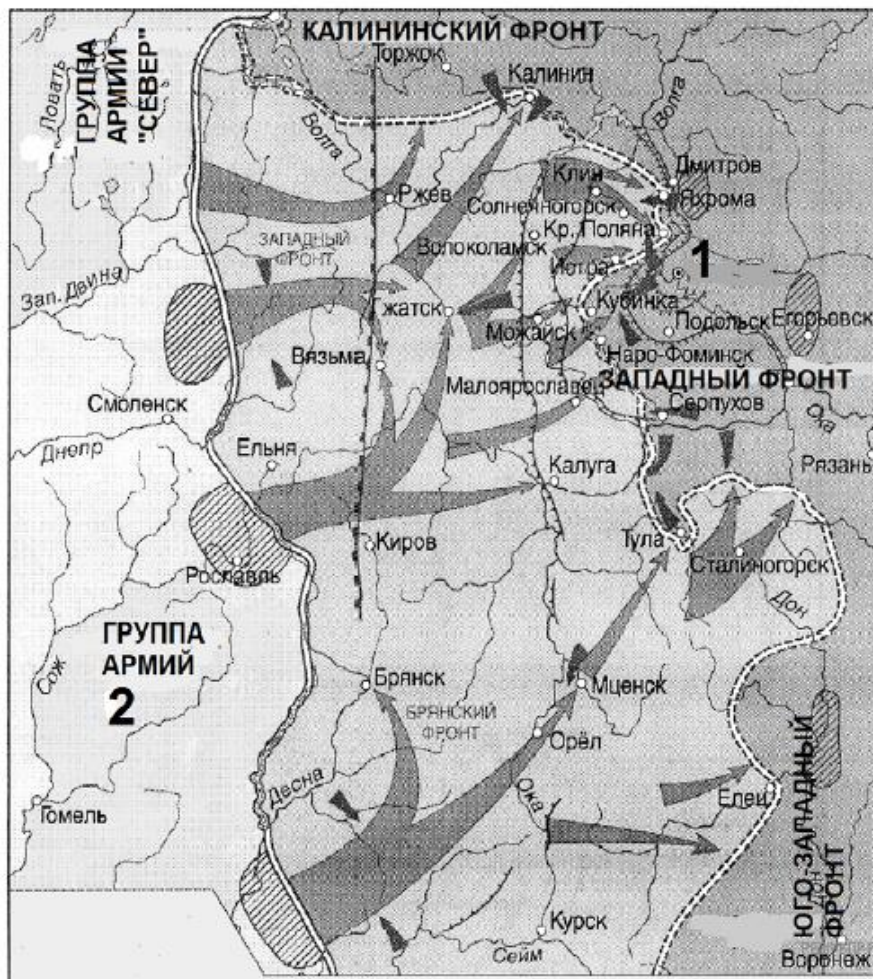 КАЛИНИНСКИЙ ФРОНТ
Торжок
ГРУППА
АРМИЙ
"СЕВЕР"
Ловать
Калинин
Волга
Волга
Дмитров
Клин
Яхрома
Ржев
Солнечногорск
Кр. Поляна
ЗАПАДНЫЙ
ФРОНТ
Волоколамск
Истра
1
Зап. Двина
Гжатск
Кубинка
Можайск
Подольск
Егорьевск
Вязьма
Наро-Фоминск
Малоярославец
ЗАПАДНЫЙ ФРОНТ
Смоленск
Серпухов
Ока
Днепр
Ельня
Калуга
Рязань
Киров
Тула
Рославль
Сталиногорск
Дон
ГРУППА
АРМИЙ
2
Сож
Брянск
Мценск
БРЯНСКИЙ
ФРОНТ
Орёл
Десна
Ока
Елец
Гомель
ЮГО-ЗАПАДНЫЙ
ФРОНТ
Дон
Курск
Сейм
Воронеж